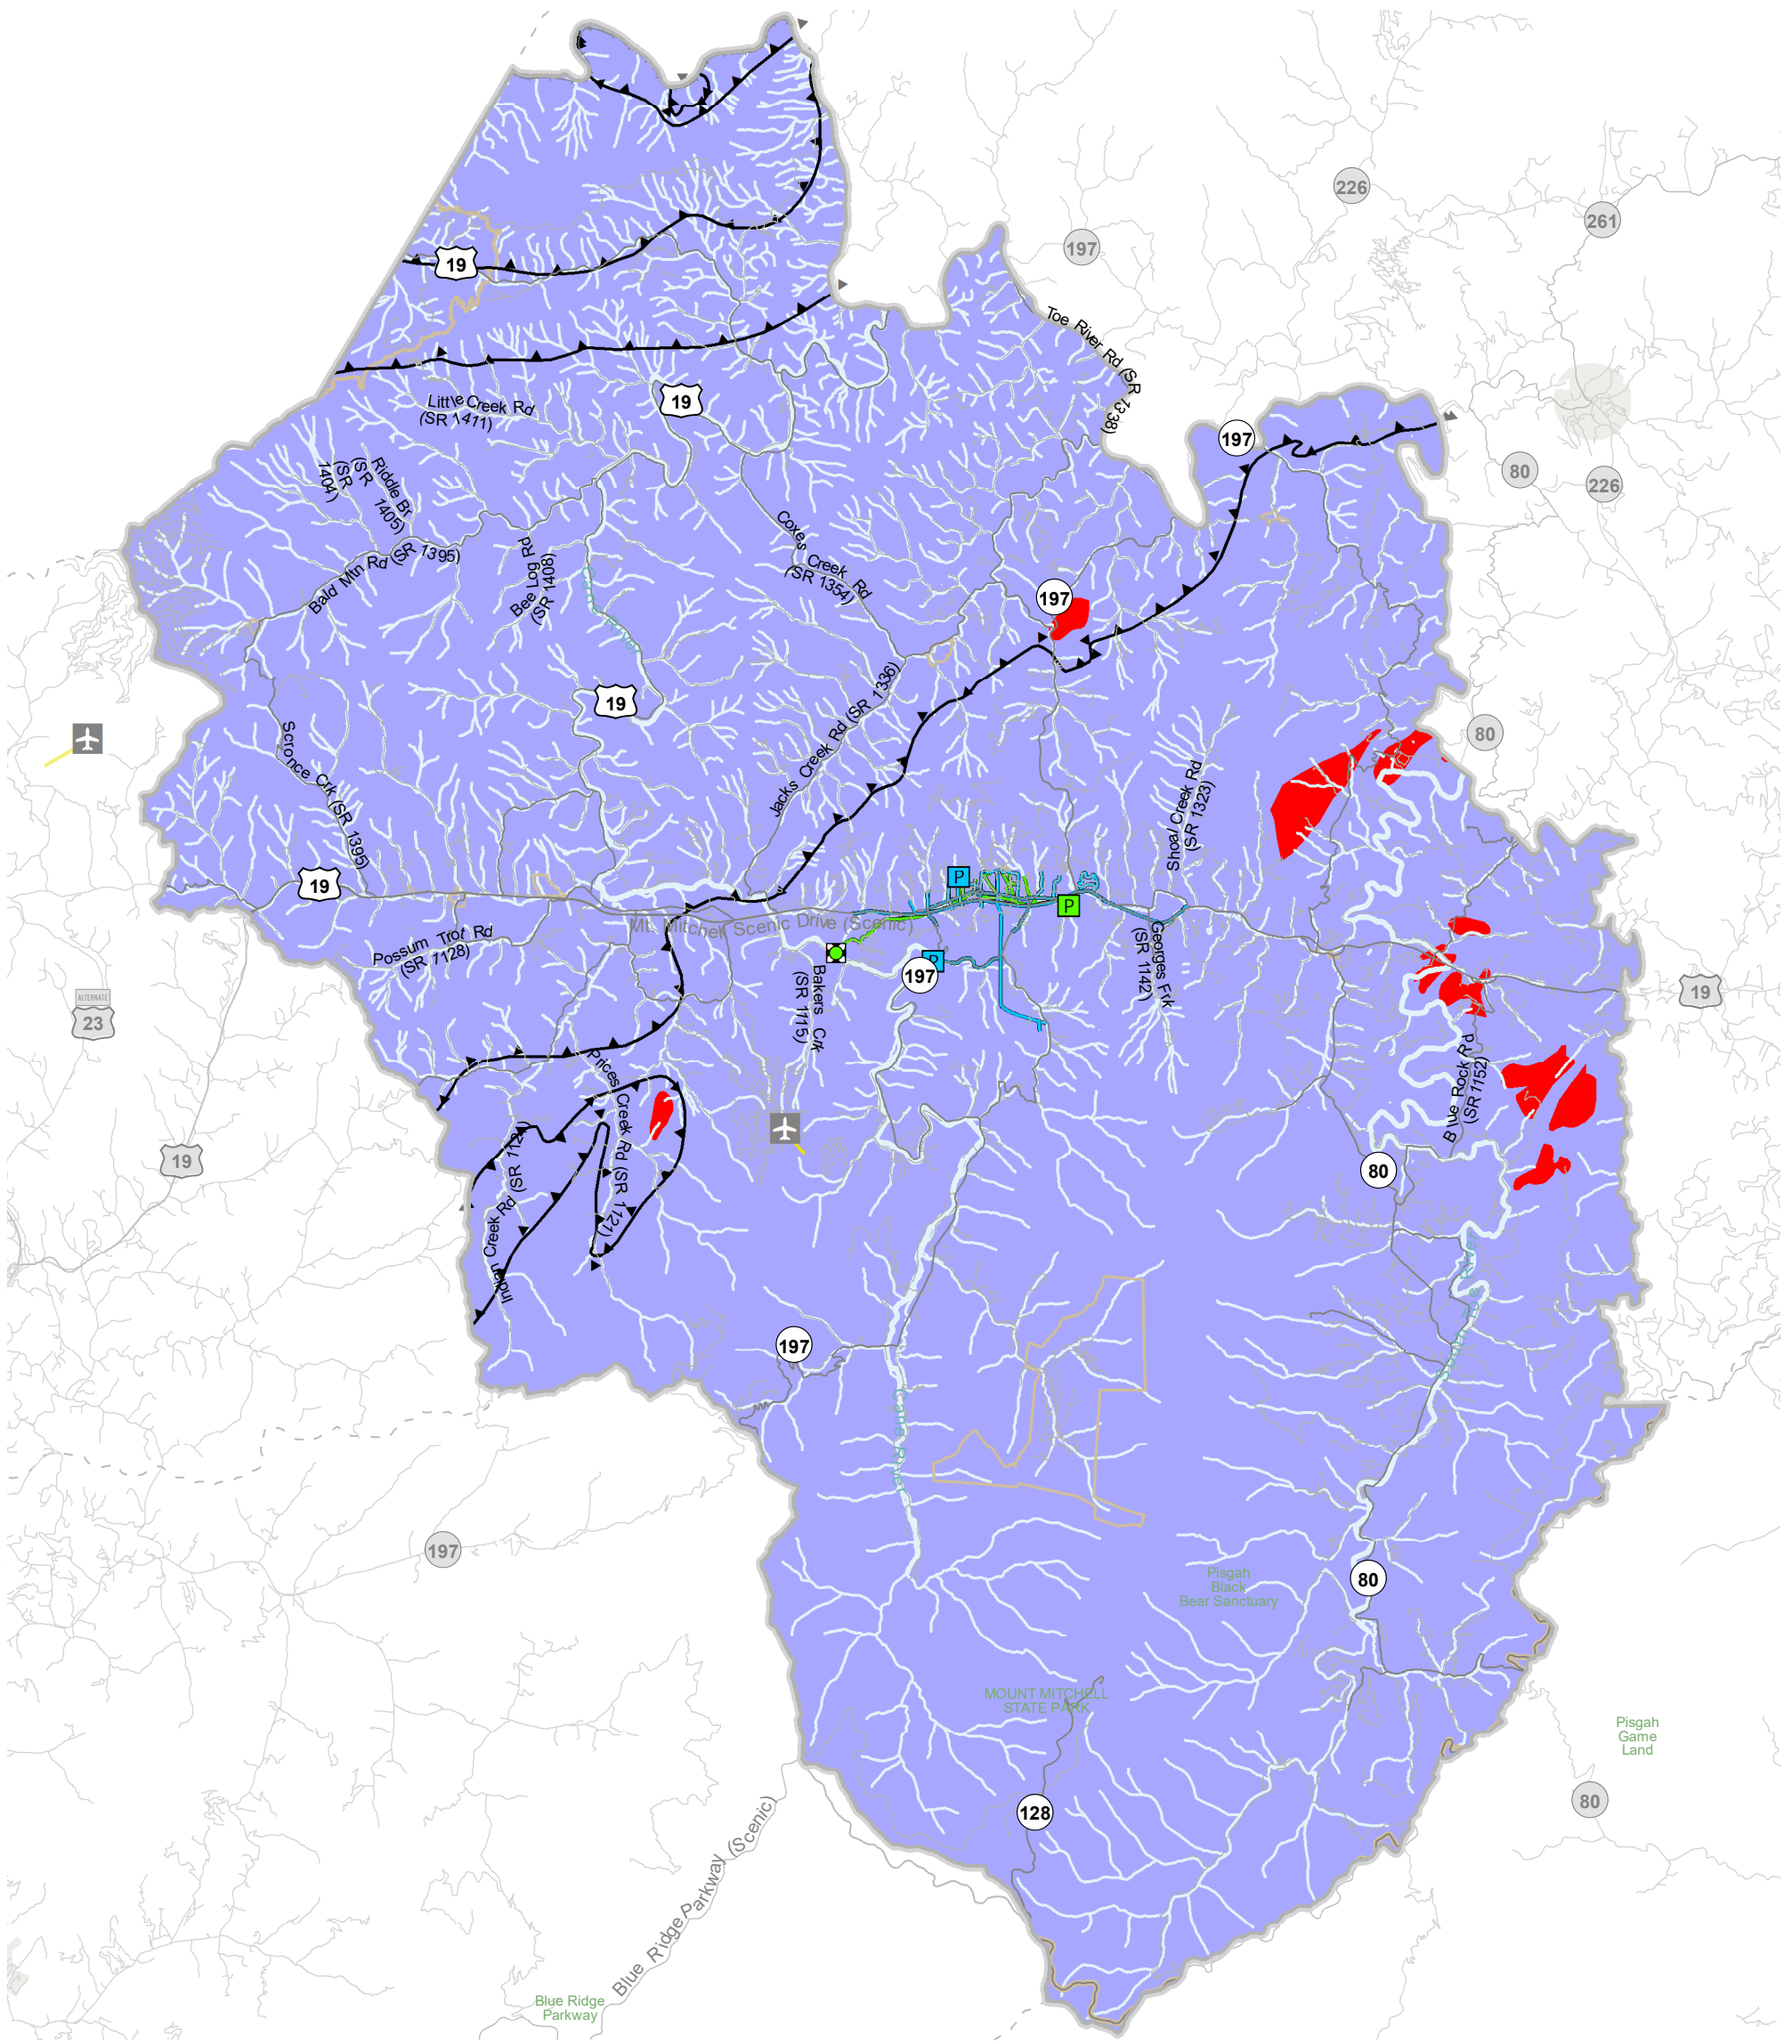 226
261
197
19
Toe River Rd (SR 1338)
19
Little Creek Rd
(SR 1411)
197
80
226
Riddle Br
(SR 1405)
(SR 1404)
Coxes Creek Rd
(SR 1354)
Bald Mtn Rd (SR 1395)
Bee Log Rd
(SR 1408)
197
19
Jacks Creek Rd (SR 1336)
80
Scronce Crk (SR 1395)
Shoal Creek Rd
(SR 1323)
19
P
P
Mt. Mitchell Scenic Drive (Scenic)
Possum Trot Rd
(SR 1128)
Georges Frk
(SR 1142)
P
197
Bakers Crk
(SR 1115)
ALTERNATE
23
19
Blue Rock Rd
(SR 1152)
Prices Creek Rd (SR 1121)
19
80
Indian Creek Rd (SR 1121)
197
Cane River
197
80
Pisgah
Black
Bear Sanctuary
MOUNT MITCHELL
STATE PARK
Pisgah
Game
Land
128
80
Blue Ridge Parkway (Scenic)
Blue Ridge
Parkway